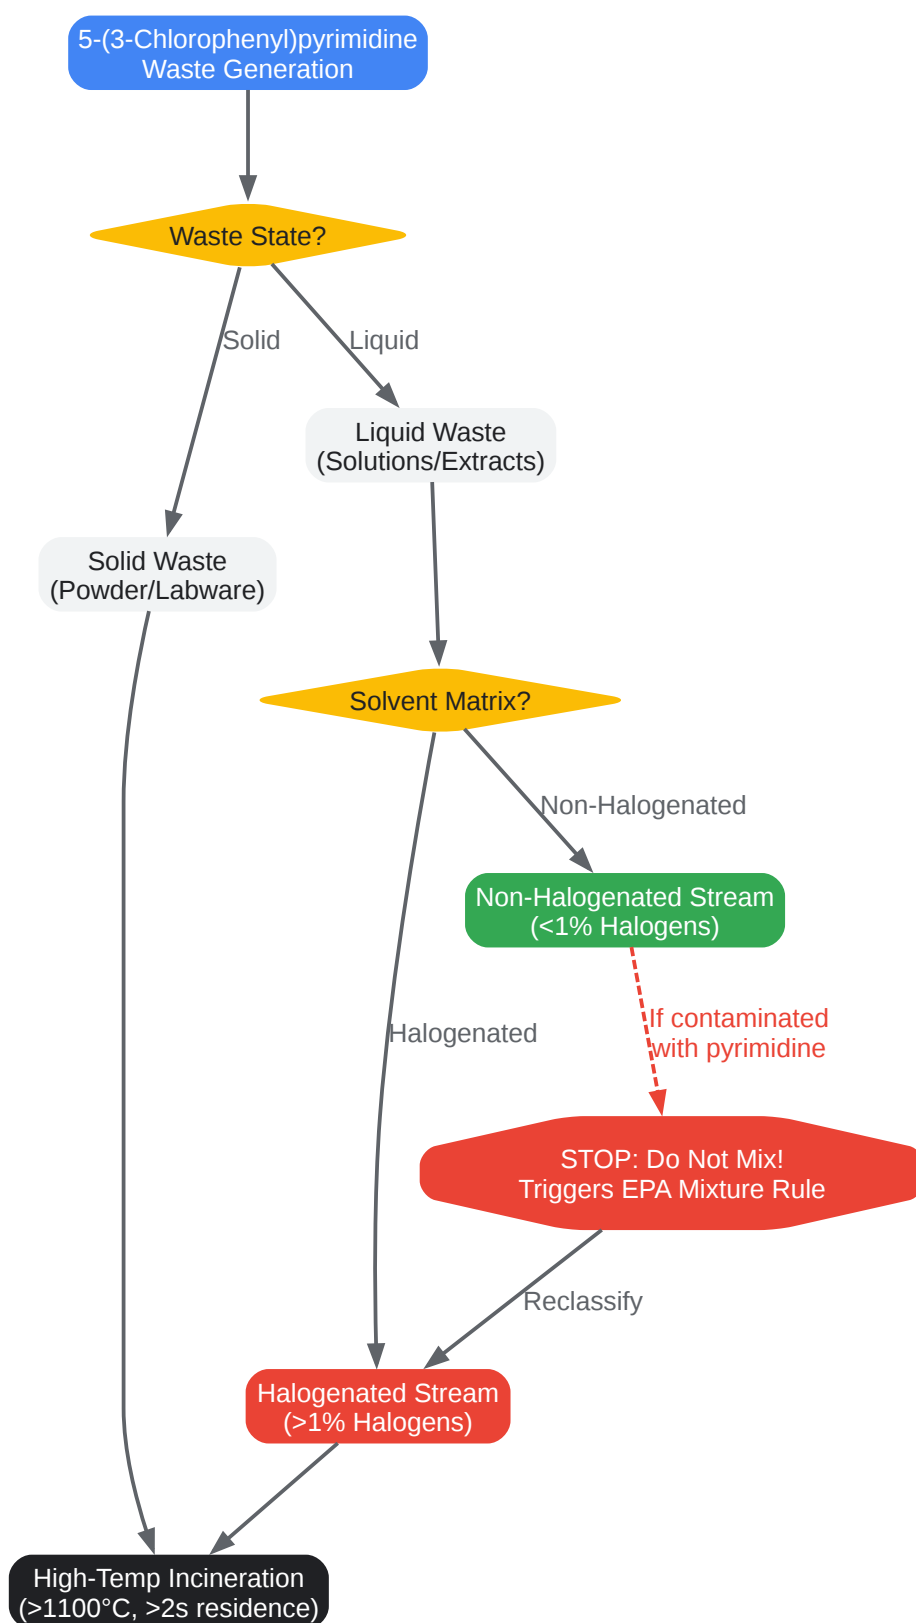 5-(3-Chlorophenyl)pyrimidine
Waste Generation
Waste State?
Solid
Liquid
Liquid Waste
(Solutions/Extracts)
Solid Waste
(Powder/Labware)
Solvent Matrix?
Non-Halogenated
Non-Halogenated Stream
(<1% Halogens)
If contaminated
with pyrimidine
Halogenated
STOP: Do Not Mix!
Triggers EPA Mixture Rule
Reclassify
Halogenated Stream
(>1% Halogens)
High-Temp Incineration
(>1100°C, >2s residence)